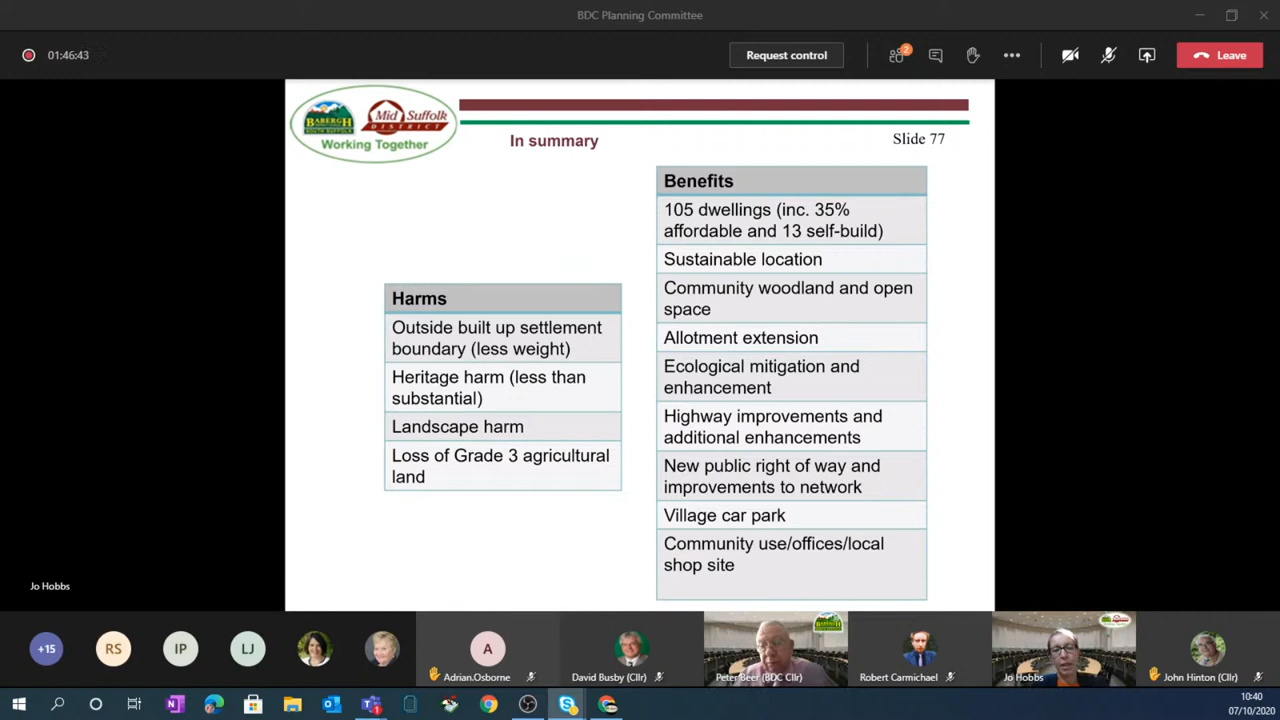 BDC Planning Committee
01:46:43
Request control
2
Leave
BABERGH
SOUTH SUFFOLK
Mid Suffolk
DISTRICT
Working Together
In summary
Slide 77
Harms
Outside built up settlement
boundary (less weight)
Heritage harm (less than
substantial)
Landscape harm
Loss of Grade 3 agricultural
land
Benefits
105 dwellings (inc. 35%
affordable and 13 self-build)
Sustainable location
Community woodland and open
space
Allotment extension
Ecological mitigation and
enhancement
Highway improvements and
additional enhancements
New public right of way and
improvements to network
Village car park
Community use/offices/local
shop site
Jo Hobbs
+15
RS
IP
LJ
A
Adrian.Osborne
David Busby (Cllr)
Peter Beer (BDC Cllr)
Robert Carmichael
Jo Hobbs
John Hinton (Cllr)
10:40
07/10/2020